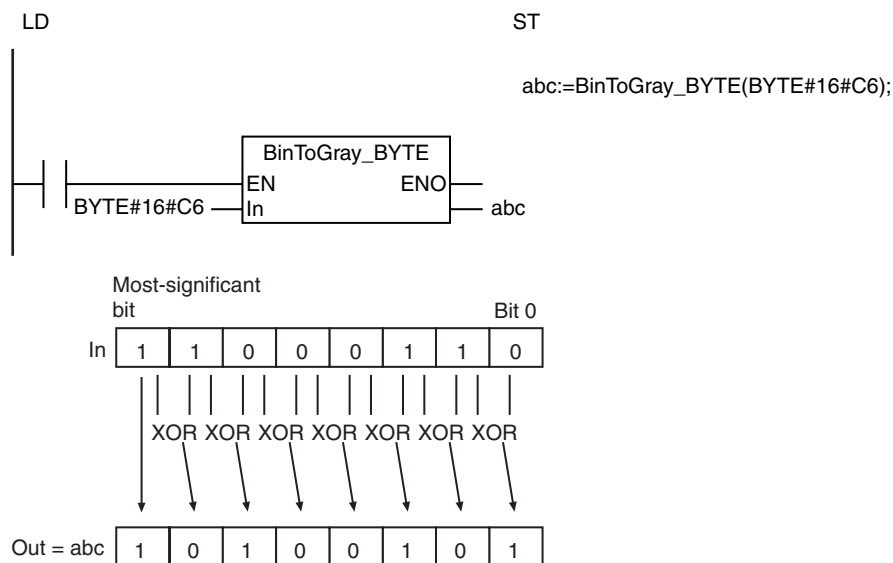 LD
ST
abc:=BinToGray_BYTE(BYTE#16#C6);
BinToGray_BYTE
EN ENO
BYTE#16#C6 In abc
Most-significant
bit Bit 0
In 1 1 0 0 0 1 1 0
XOR XOR XOR XOR XOR XOR XOR
Out = abc 1 0 1 0 0 1 0 1